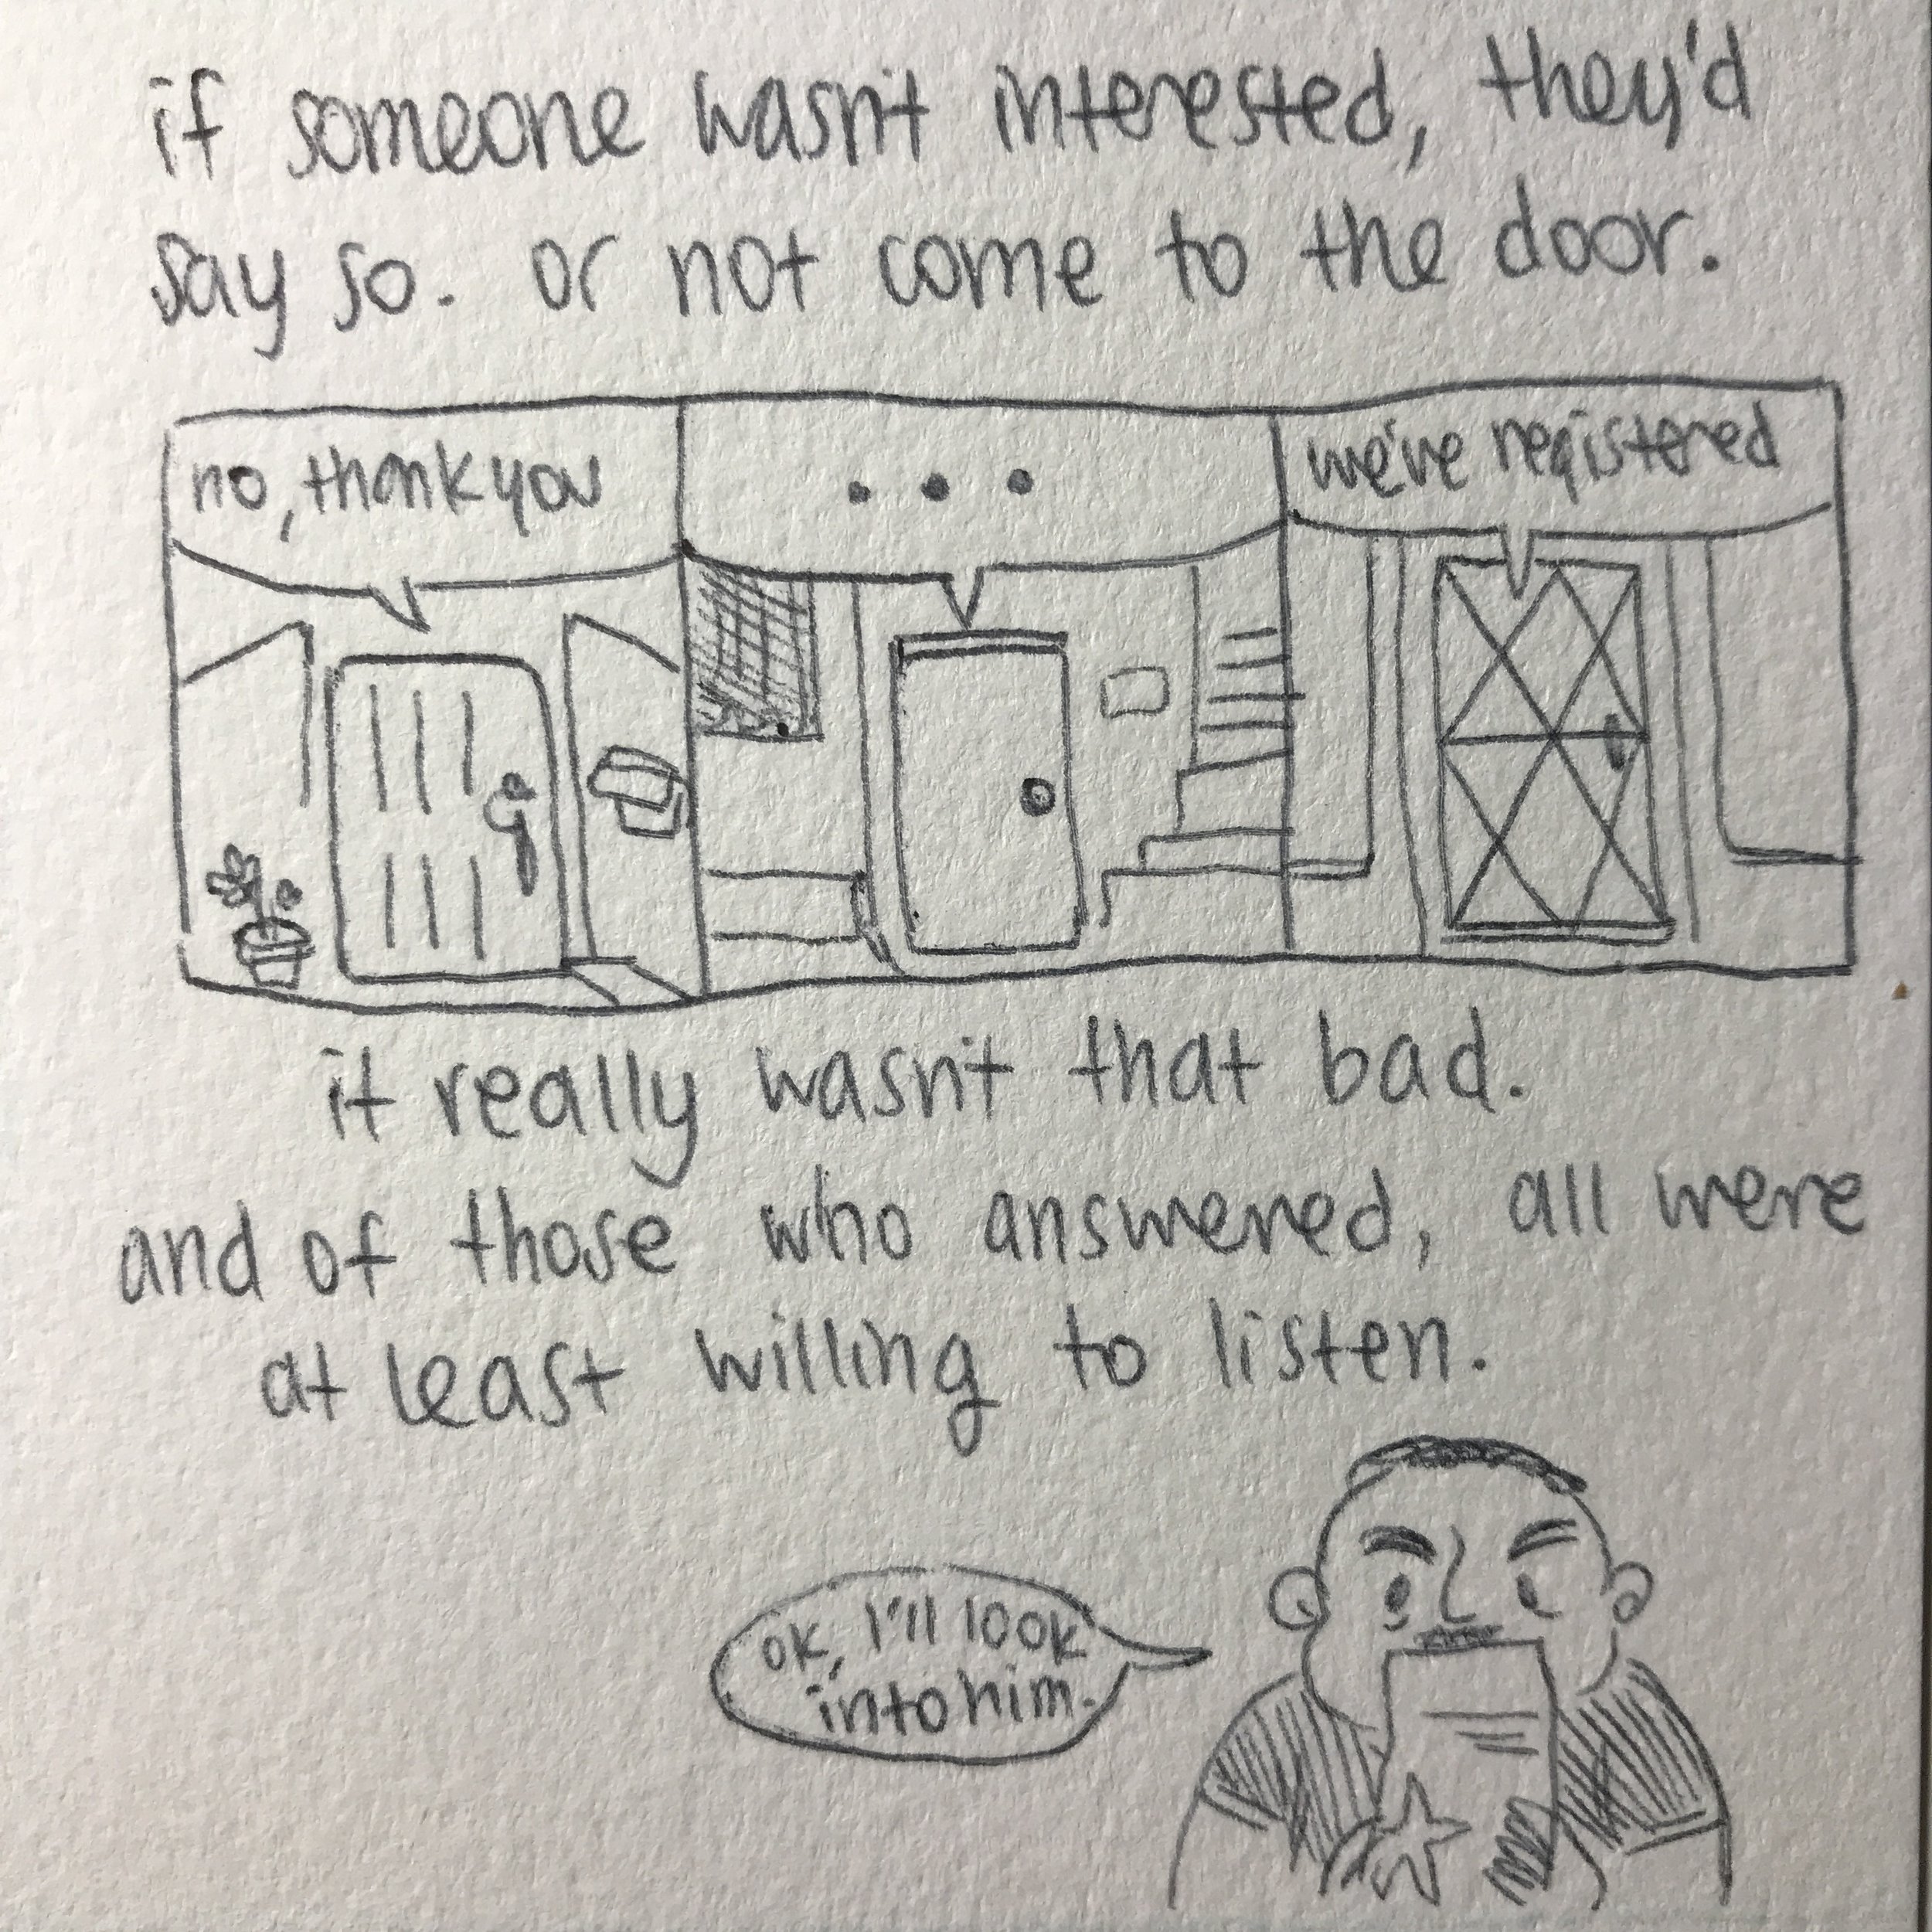 if someone wasn't interested, they'd
say so. or not come to the door.
no, thank you
...
we've registered
it really wasn't that bad.
and of those who answered, all were
at least willing to listen.
ok, I'll look
into him.